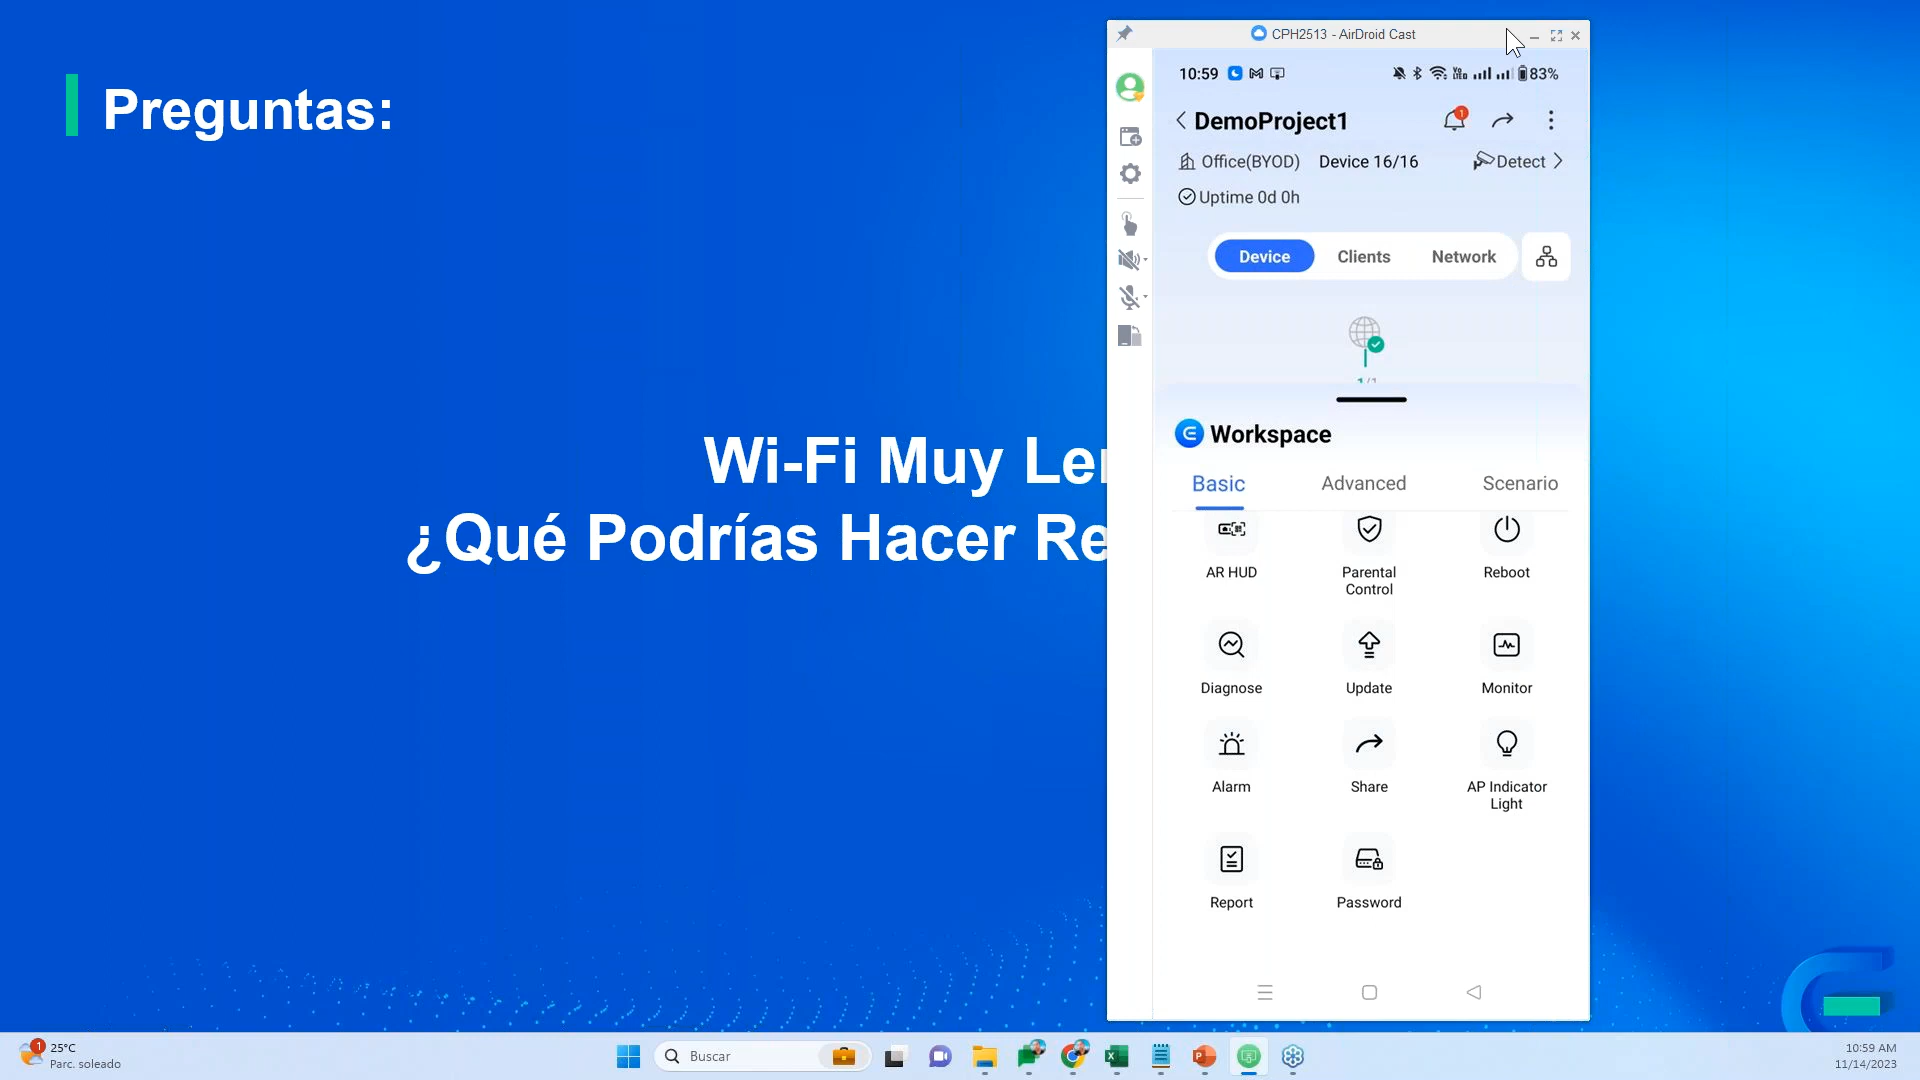 Preguntas:
Wi-Fi Muy
¿Qué Podrías Hacer
CPH2513 - AirDroid Cast
10:59
83%
DemoProject1
1
Office(BYOD) Device 16/16 Detect
Uptime 0d 0h
Device Clients Network
Workspace
Basic Advanced Scenario
AR HUD
Parental
Control
Reboot
Diagnose
Update
Monitor
Alarm
Share
AP Indicator
Light
Report
Password
1
25°C
Parc. soleado
Buscar
10:59 AM
11/14/2023